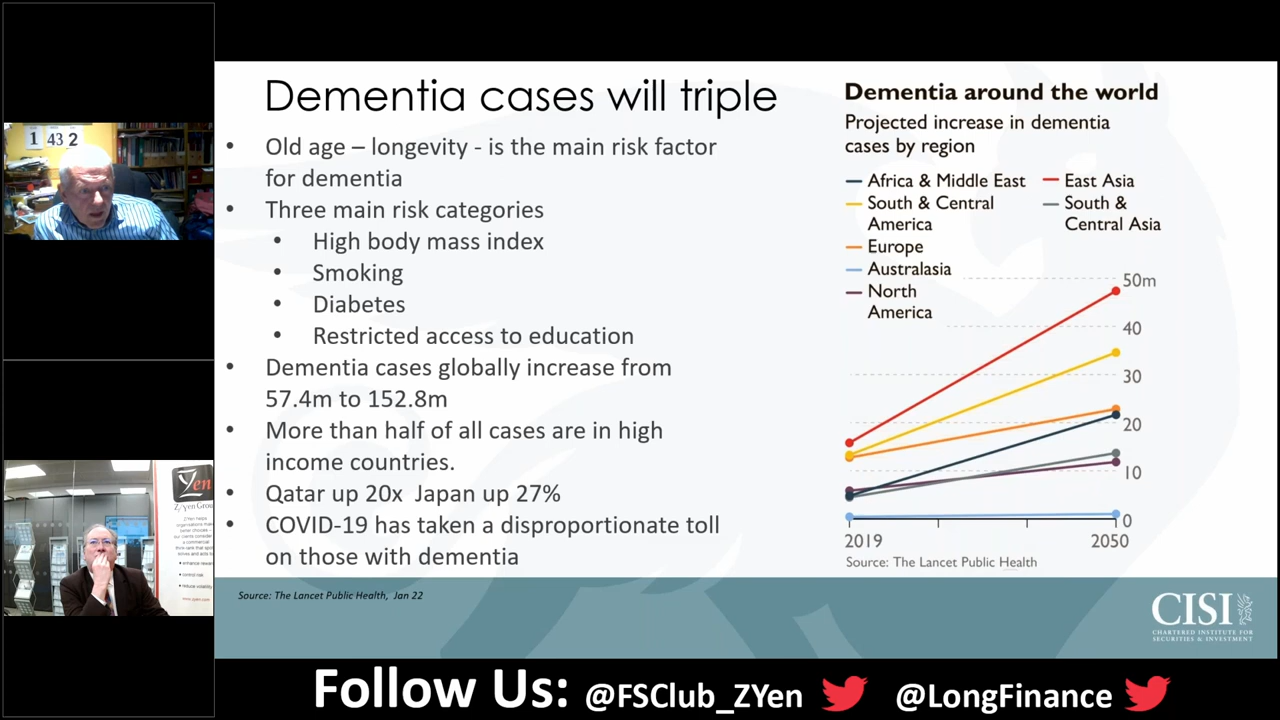 1 43 2
Zyen
Z/Yen Grou
Dementia cases will triple
• Old age – longevity - is the main risk factor
for dementia
• Three main risk categories
• High body mass index
• Smoking
• Diabetes
• Restricted access to education
• Dementia cases globally increase from
57.4m to 152.8m
• More than half of all cases are in high
income countries.
• Qatar up 20x Japan up 27%
• COVID-19 has taken a disproportionate toll
on those with dementia
Source: The Lancet Public Health, Jan 22
Dementia around the world
Projected increase in dementia
cases by region
Africa & Middle East
East Asia
South & Central
America
South &
Central Asia
Europe
Australasia
North
America
50m
40
30
20
10
0
2019
2050
Source: The Lancet Public Health
CISI
CHARTERED INSTITUTE FOR
SECURITIES & INVESTMENT
Follow Us: @FSClub_ZYen @LongFinance